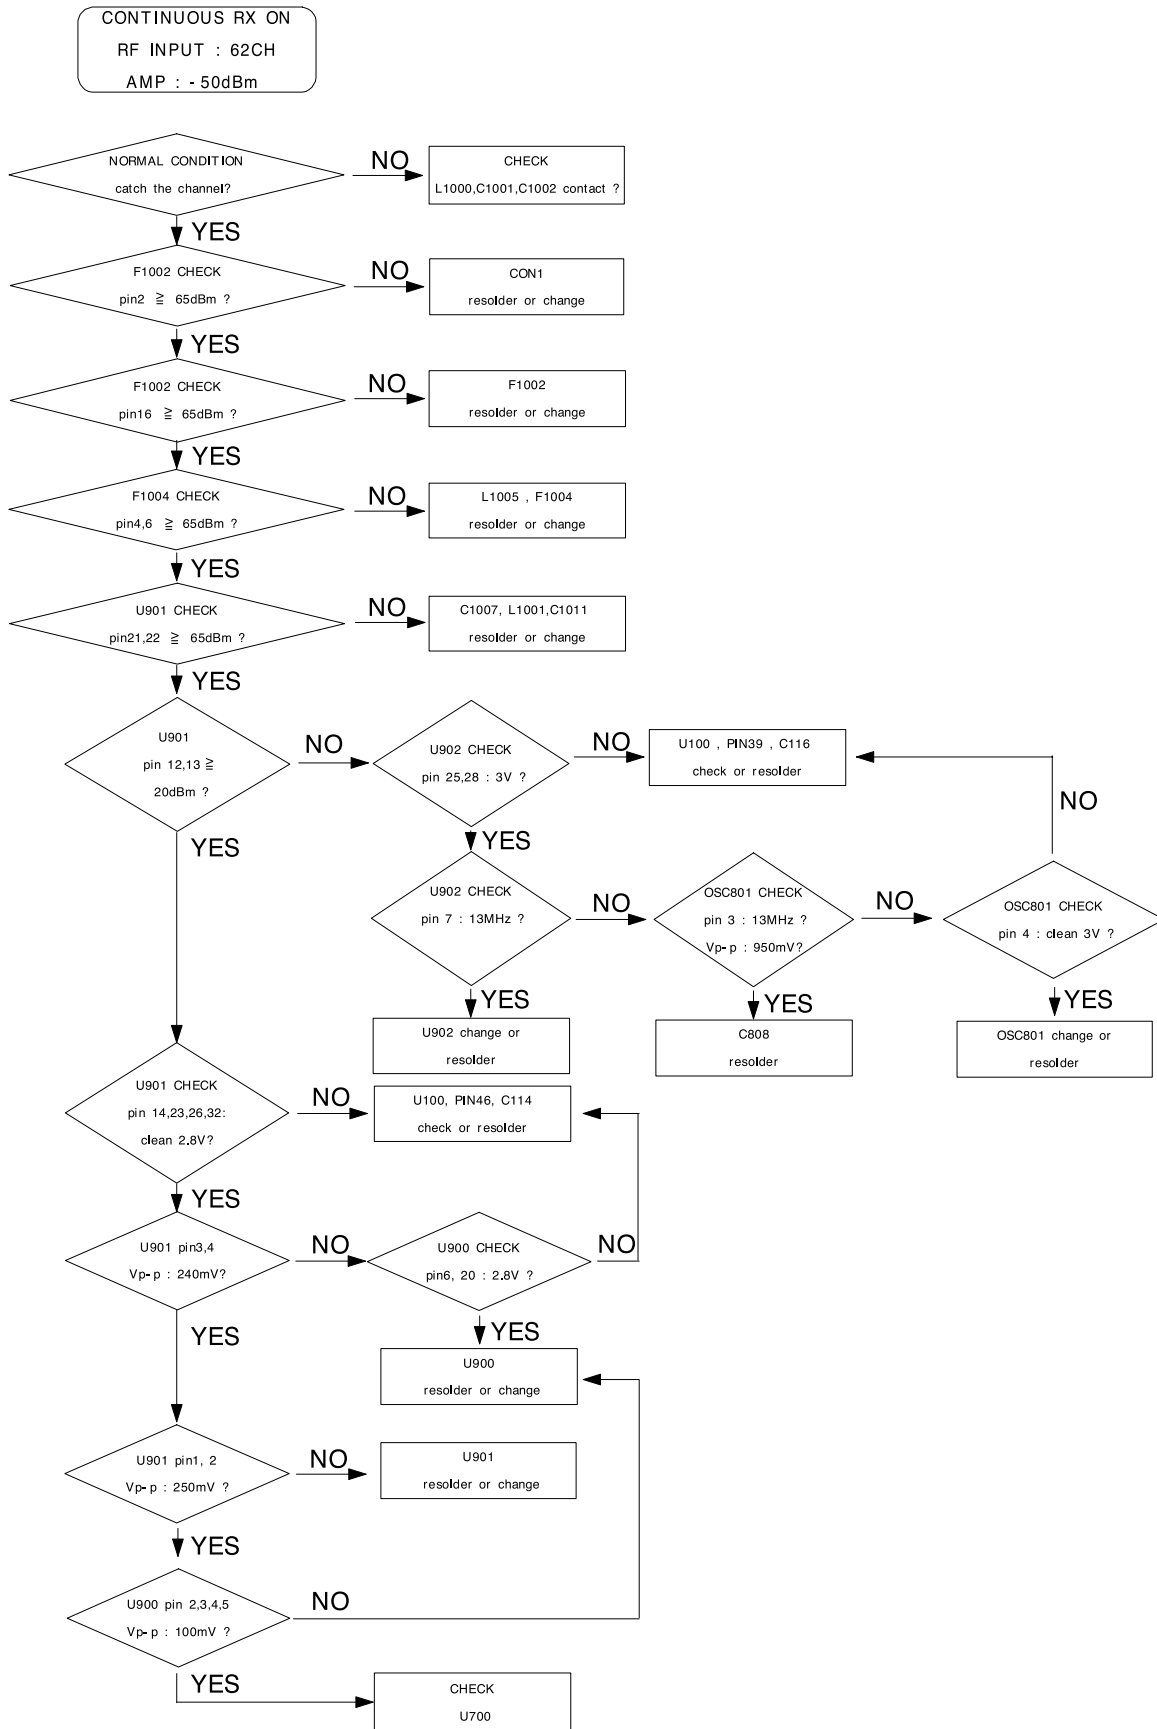 CONTINUOUS RX ON
RF INPUT : 62CH
AMP : -50dBm
NORMAL CONDITION
catch the channel?
NO
CHECK
L1000,C1001,C1002 contact ?
YES
F1002 CHECK
pin2 ≧ 65dBm ?
NO
CON1
resolder or change
YES
F1002 CHECK
pin16 ≧ 65dBm ?
NO
F1002
resolder or change
YES
F1004 CHECK
pin4,6 ≧ 65dBm ?
NO
L1005 , F1004
resolder or change
YES
U901 CHECK
pin21,22 ≧ 65dBm ?
NO
C1007, L1001,C1011
resolder or change
YES
U901
pin 12,13 ≧
20dBm ?
NO
U902 CHECK
pin 25,28 : 3V ?
NO
U100 , PIN39 , C116
check or resolder
NO
YES
YES
U902 CHECK
pin 7 : 13MHz ?
NO
OSC801 CHECK
pin 3 : 13MHz ?
Vp-p : 950mV?
NO
OSC801 CHECK
pin 4 : clean 3V ?
YES
YES
YES
U902 change or
resolder
C808
resolder
OSC801 change or
resolder
U901 CHECK
pin 14,23,26,32:
clean 2.8V?
NO
U100, PIN46, C114
check or resolder
YES
U901 pin3,4
Vp-p : 240mV?
NO
U900 CHECK
pin6, 20 : 2.8V ?
NO
YES
YES
U900
resolder or change
U901 pin1, 2
Vp-p : 250mV ?
NO
U901
resolder or change
YES
U900 pin 2,3,4,5
Vp-p : 100mV ?
NO
YES
CHECK
U700